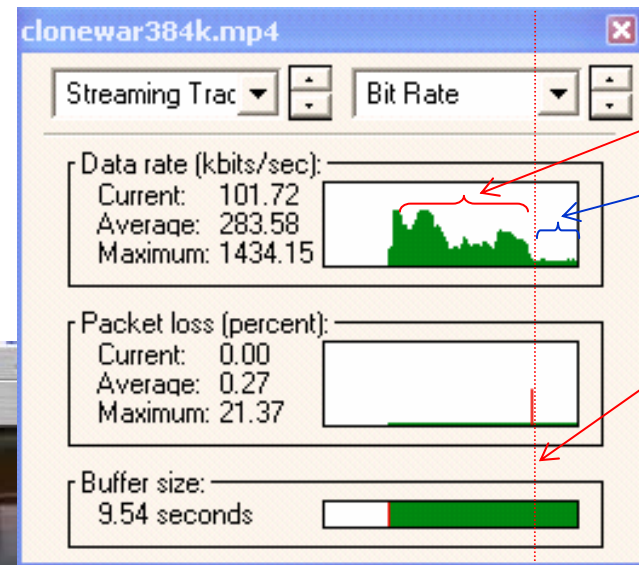 clonewar384k.mp4
Streaming Trac
Bit Rate
Data rate (kbits/sec):
Current: 101.72
Average: 283.58
Maximum: 1434.15
Packet loss (percent):
Current: 0.00
Average: 0.27
Maximum: 21.37
Buffer size:
9.54 seconds